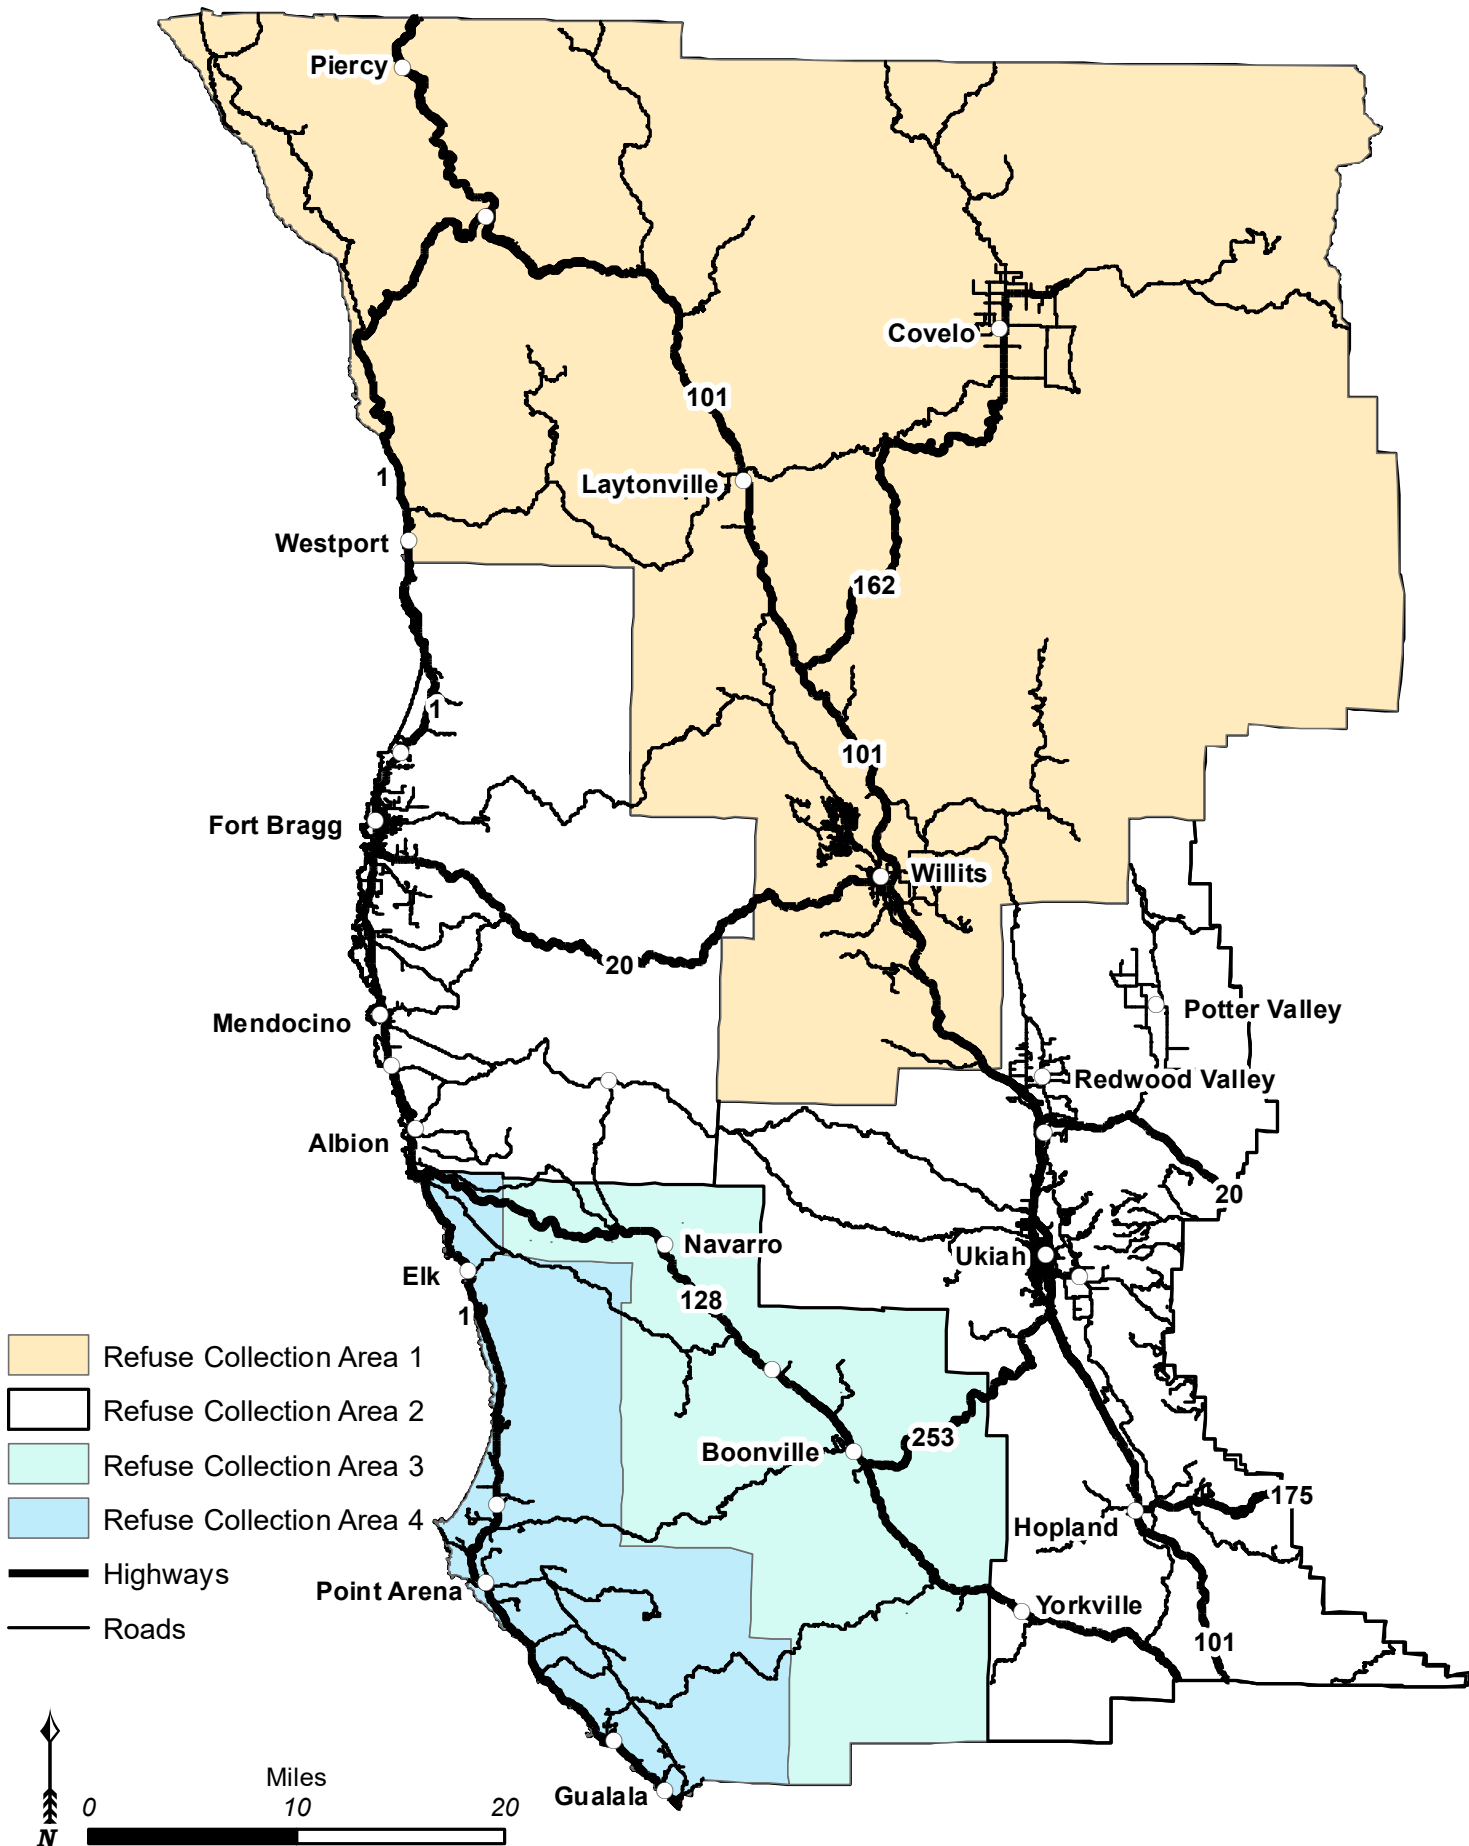 Piercy
Covelo
101
1
Laytonville
Westport
162
1
101
Fort Bragg
Willits
20
Potter Valley
Mendocino
Redwood Valley
Albion
20
Navarro
Ukiah
Elk
128
1
Refuse Collection Area 1
Refuse Collection Area 2
253
Boonville
Refuse Collection Area 3
175
Refuse Collection Area 4
Hopland
Highways
Point Arena
Yorkville
Roads
101
Miles
Gualala
0 10 20
N